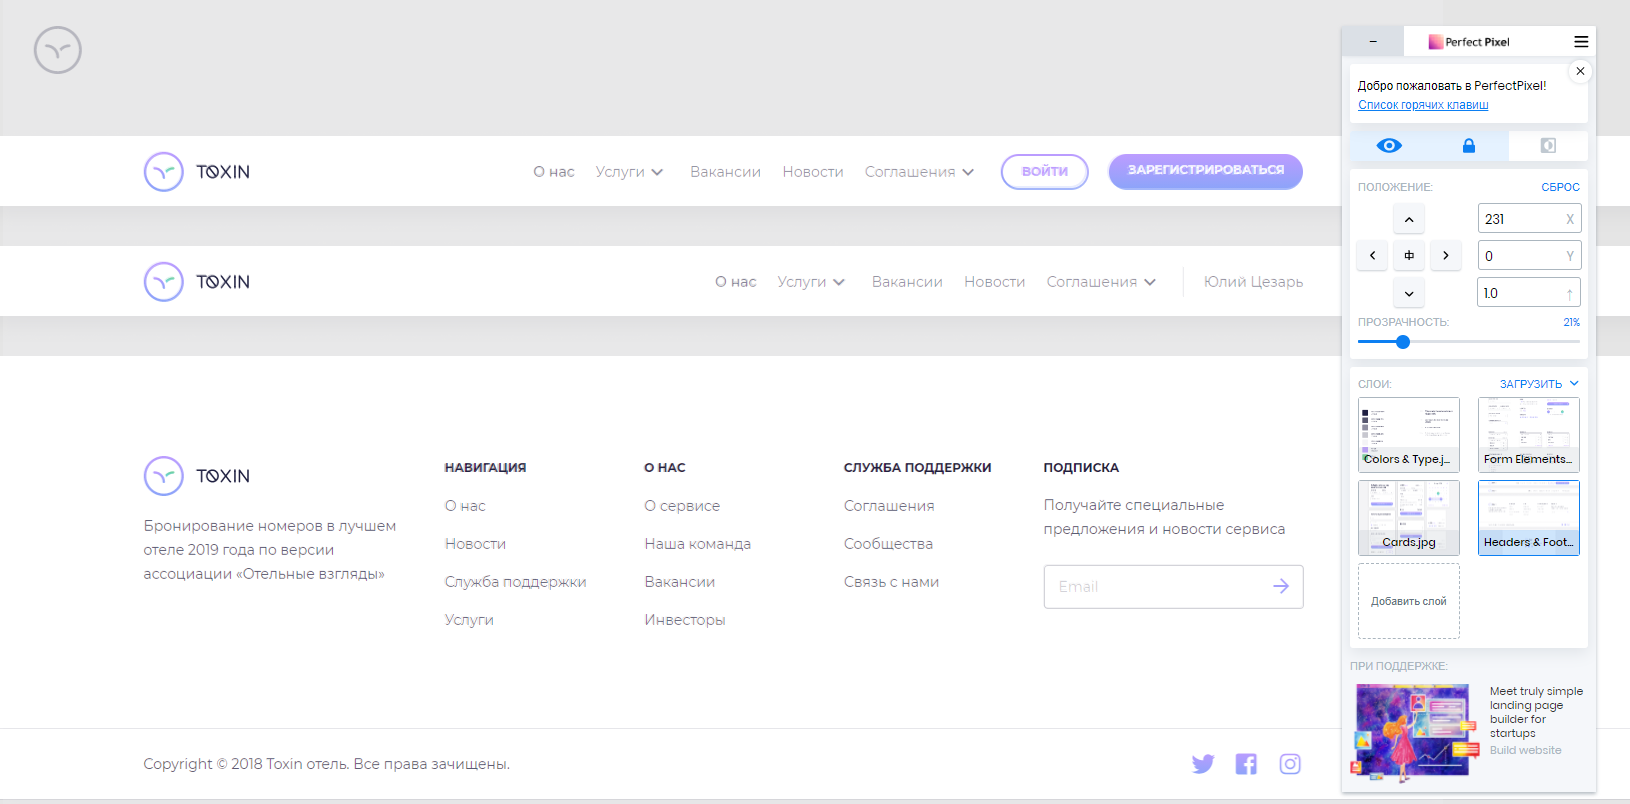 TOXIN
О нас Услуги Вакансии Новости Соглашения ВОЙТИ ЗАРЕГИСТРИРОВАТЬСЯ
TOXIN
О нас Услуги Вакансии Новости Соглашения Юлий Цезарь
TOXIN
Бронирование номеров в лучшем
отеле 2019 года по версии
ассоциации «Отельные взгляды»
НАВИГАЦИЯ
О нас
Новости
Служба поддержки
Услуги
О НАС
О сервисе
Наша команда
Вакансии
Инвесторы
СЛУЖБА ПОДДЕРЖКИ
Соглашения
Сообщества
Связь с нами
ПОДПИСКА
Получайте специальные
предложения и новости сервиса
Email
Copyright © 2018 Toxin отель. Все права зачищены.
Perfect Pixel
Добро пожаловать в PerfectPixel!
Список горячих клавиш
ПОЛОЖЕНИЕ: СБРОС
231 X
0 Y
1.0
ПРОЗРАЧНОСТЬ: 21%
СЛОИ: ЗАГРУЗИТЬ
Colors & Type.j...
Form Elements...
Cards.jpg
Headers & Foot...
Добавить слой
ПРИ ПОДДЕРЖКЕ:
Meet truly simple
landing page
builder for
startups
Build website